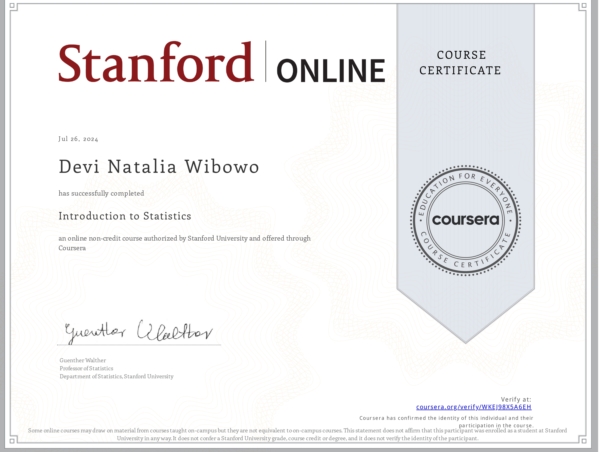 Stanford ONLINE
COURSE
CERTIFICATE
Jul 26, 2024
Devi Natalia Wibowo
has successfully completed
Introduction to Statistics
an online non-credit course authorized by Stanford University and offered through
Coursera
EDUCATION FOR EVERYONE
coursera
COURSE CERTIFICATE
Guenther Walther
Guenther Walther
Professor of Statistics
Department of Statistics, Stanford University
Verify at:
coursera.org/verify/WKEJ98X5A6EH
Coursera has confirmed the identity of this individual and their
participation in the course.
Some online courses may draw on material from courses taught on-campus but they are not equivalent to on-campus courses. This statement does not affirm that this participant was enrolled as a student at Stanford
University in any way. It does not confer a Stanford University grade, course credit or degree, and it does not verify the identity of the participant.